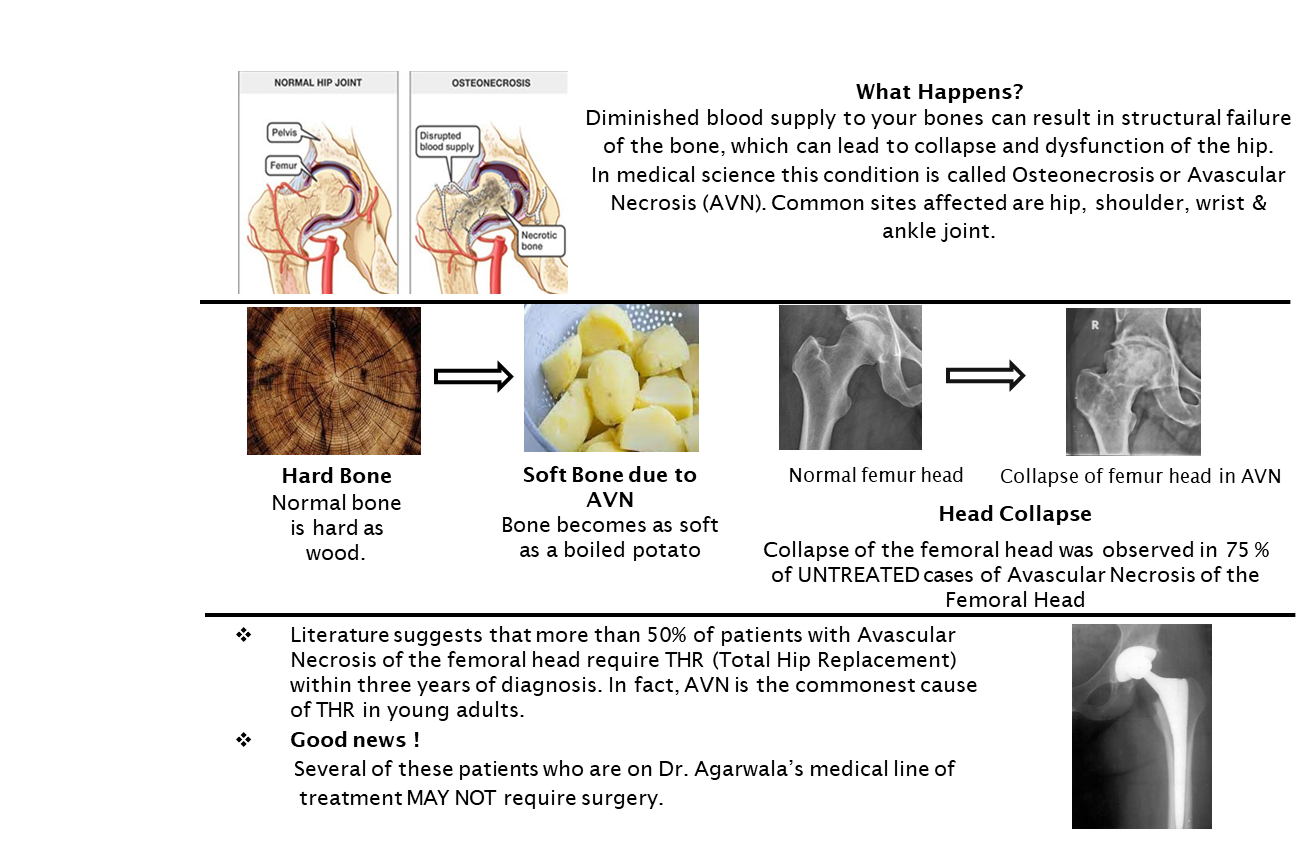 NORMAL HIP JOINT
Pelvis
Femur
OSTEONECROSIS
Disrupted
blood supply
Necrotic
bone
What Happens?
Diminished blood supply to your bones can result in structural failure
of the bone, which can lead to collapse and dysfunction of the hip.
In medical science this condition is called Osteonecrosis or Avascular
Necrosis (AVN). Common sites affected are hip, shoulder, wrist &
ankle joint.
Hard Bone
Normal bone
is hard as
wood.
Soft Bone due to
AVN
Bone becomes as soft
as a boiled potato
R
Normal femur head
Collapse of femur head in AVN
Head Collapse
Collapse of the femoral head was observed in 75 %
of UNTREATED cases of Avascular Necrosis of the
Femoral Head
❖ Literature suggests that more than 50% of patients with Avascular
Necrosis of the femoral head require THR (Total Hip Replacement)
within three years of diagnosis. In fact, AVN is the commonest cause
of THR in young adults.
❖ Good news !
Several of these patients who are on Dr. Agarwala's medical line of
treatment MAY NOT require surgery.